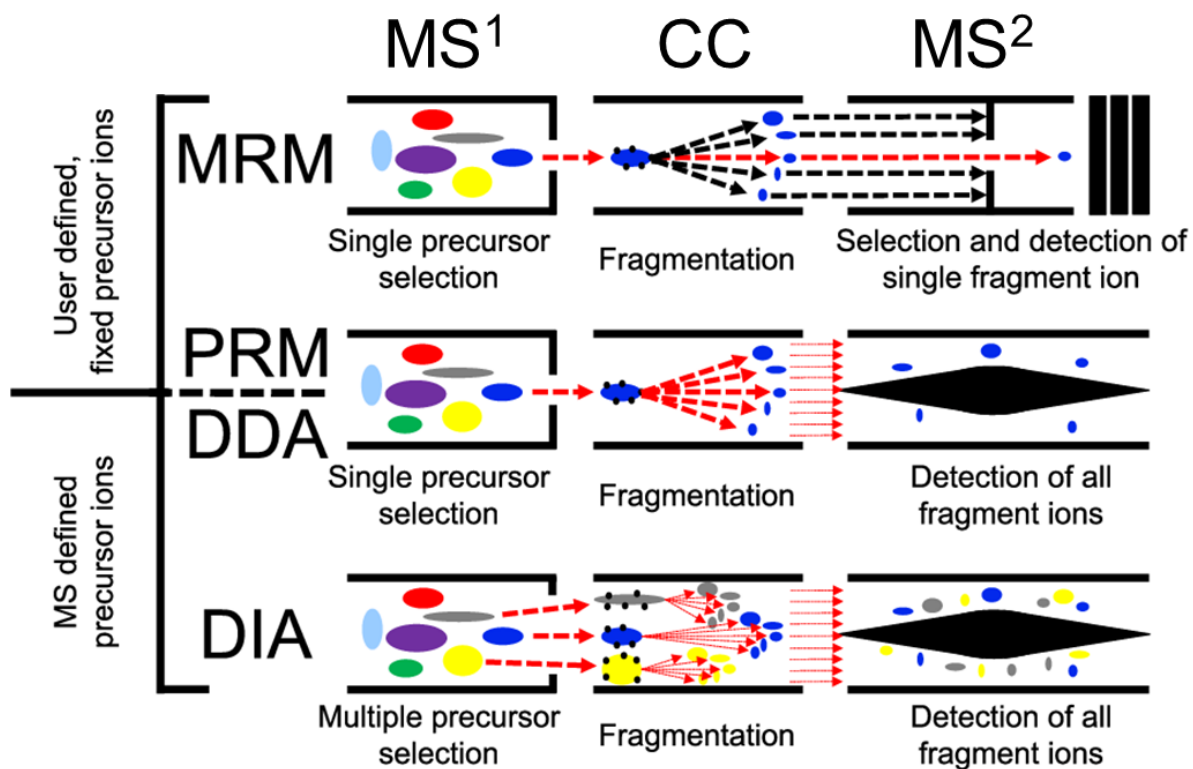 MS¹ CC MS²
User defined,
fixed precursor ions
MRM
Single precursor
selection
Fragmentation
Selection and detection of
single fragment ion
PRM
DDA
Single precursor
selection
Fragmentation
Detection of all
fragment ions
MS defined
precursor ions
DIA
Multiple precursor
selection
Fragmentation
Detection of all
fragment ions